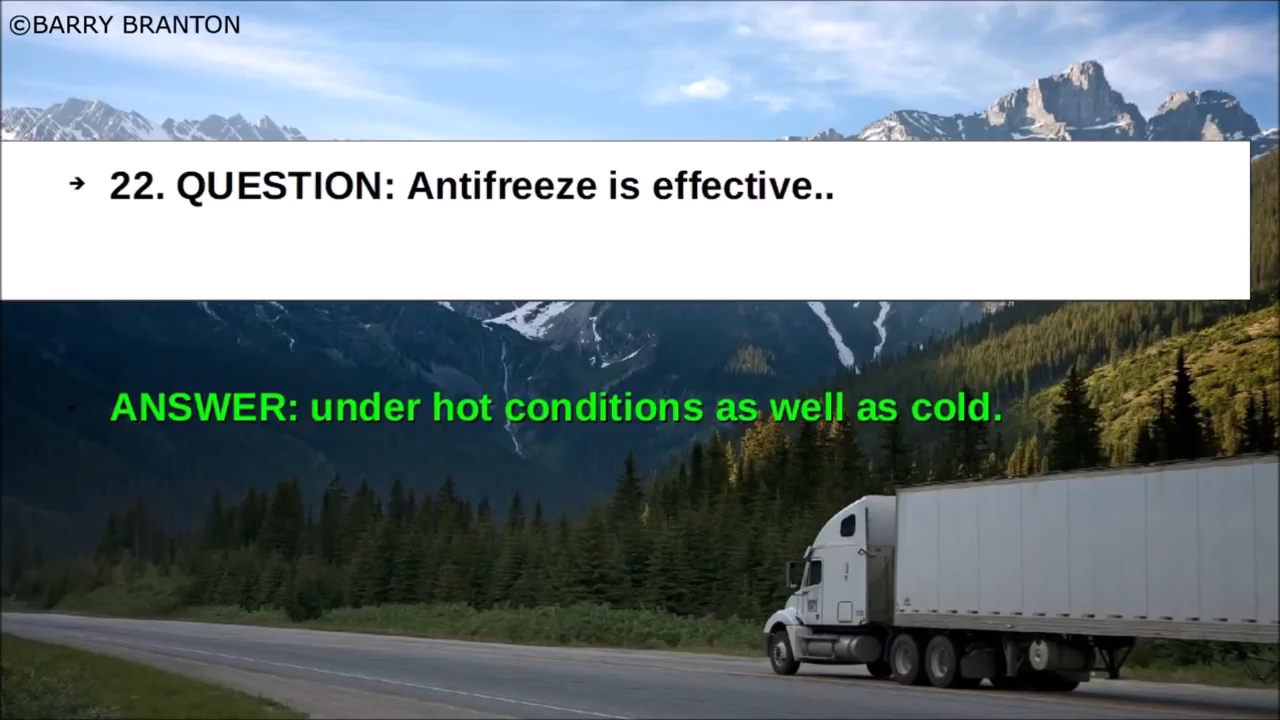 ©BARRY BRANTON
→ 22. QUESTION: Antifreeze is effective..
ANSWER: under hot conditions as well as cold.